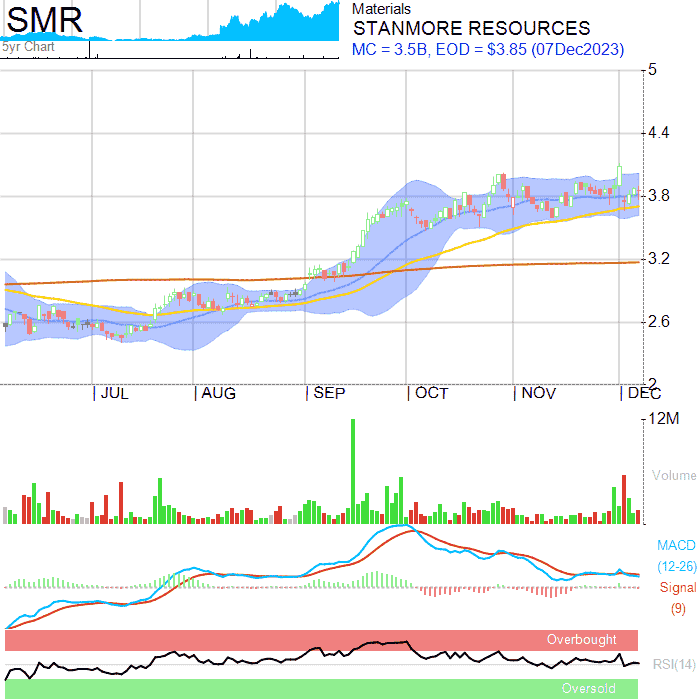 SMR
5yr Chart
Materials
STANMORE RESOURCES
MC = 3.5B, EOD = $3.85 (07Dec2023)
5
4.4
3.8
3.2
2.6
2
JUL AUG SEP OCT NOV DEC
12M
Volume
MACD
(12-26)
Signal
(9)
Overbought
RSI(14)
Oversold